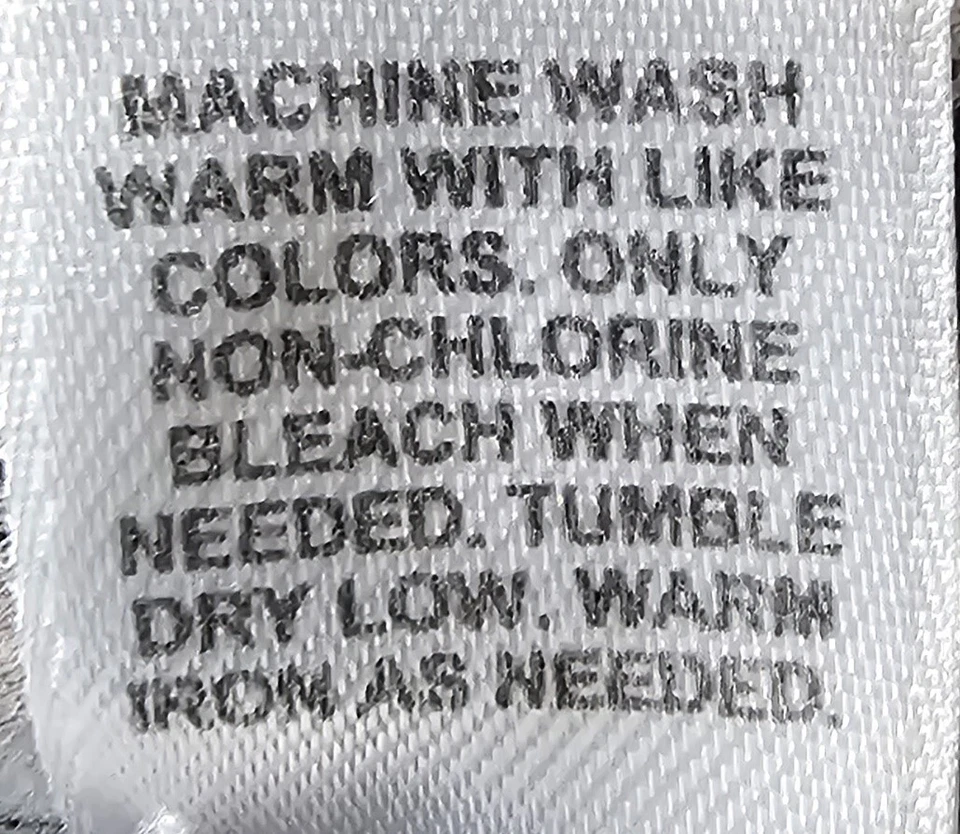 MACHINE WASH
WARM WITH LIKE
COLORS. ONLY
NON-CHLORINE
BLEACH WHEN
NEEDED. TUMBLE
DRY LOW. WARM
IRON AS NEEDED.